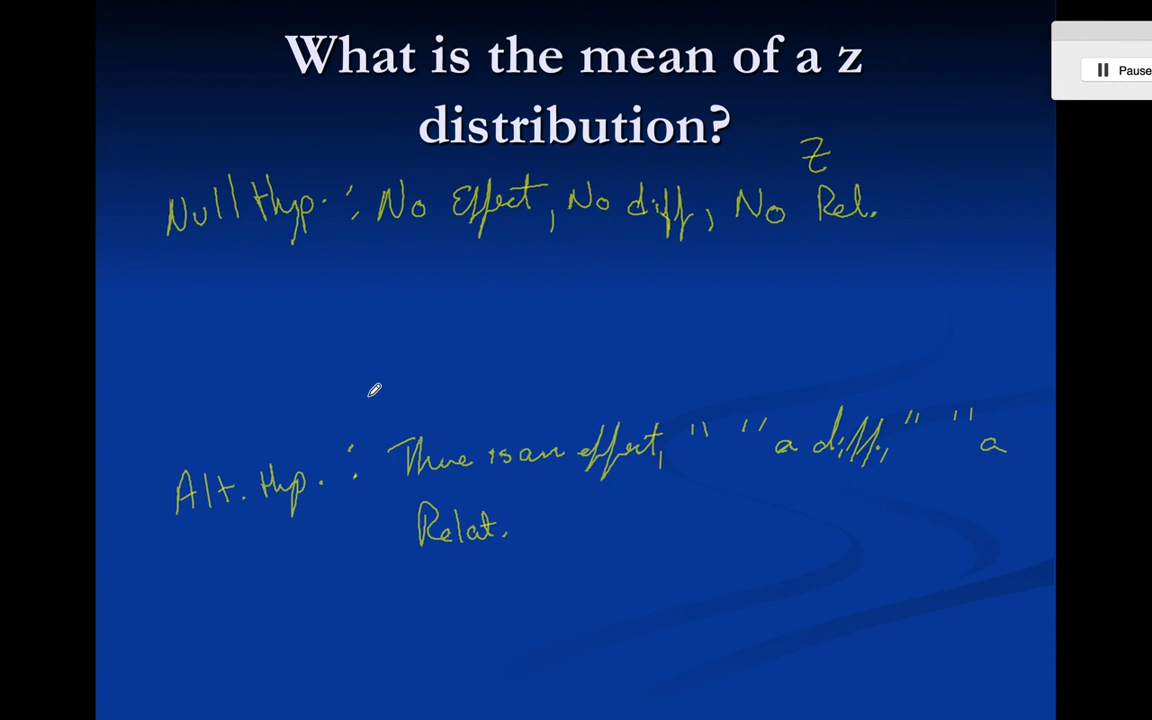 What is the mean of a z
distribution?
Pause
z
Null Hyp. : No Effect, No diff, No Rel.
Alt. Hyp. : There is an effect, " " a diff, " " a
Relat.